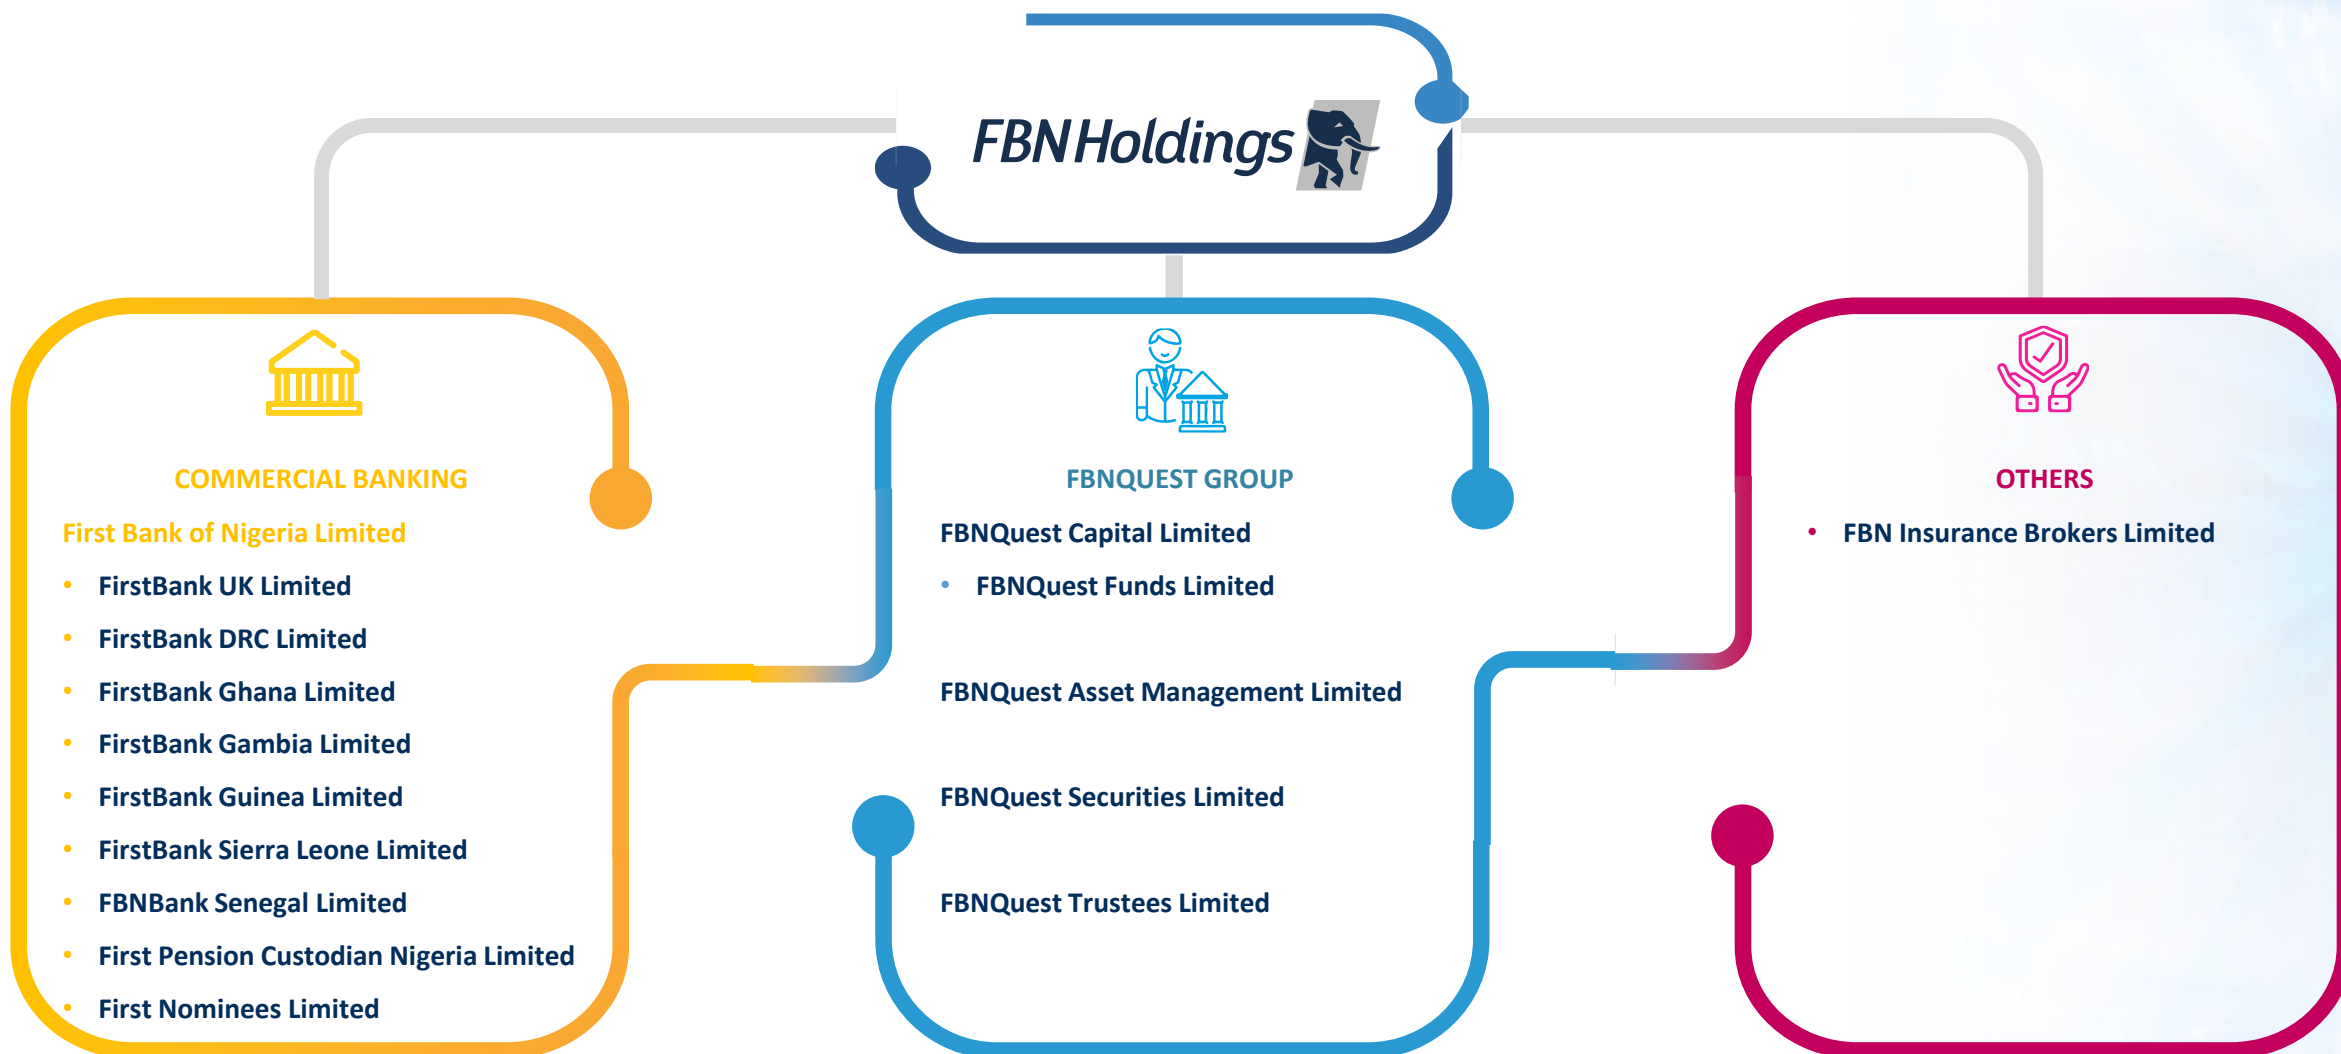 FBNHoldings
COMMERCIAL BANKING
First Bank of Nigeria Limited
• FirstBank UK Limited
• FirstBank DRC Limited
• FirstBank Ghana Limited
• FirstBank Gambia Limited
• FirstBank Guinea Limited
• FirstBank Sierra Leone Limited
• FBNBank Senegal Limited
• First Pension Custodian Nigeria Limited
• First Nominees Limited
FBNQUEST GROUP
FBNQuest Capital Limited
• FBNQuest Funds Limited
FBNQuest Asset Management Limited
FBNQuest Securities Limited
FBNQuest Trustees Limited
OTHERS
• FBN Insurance Brokers Limited